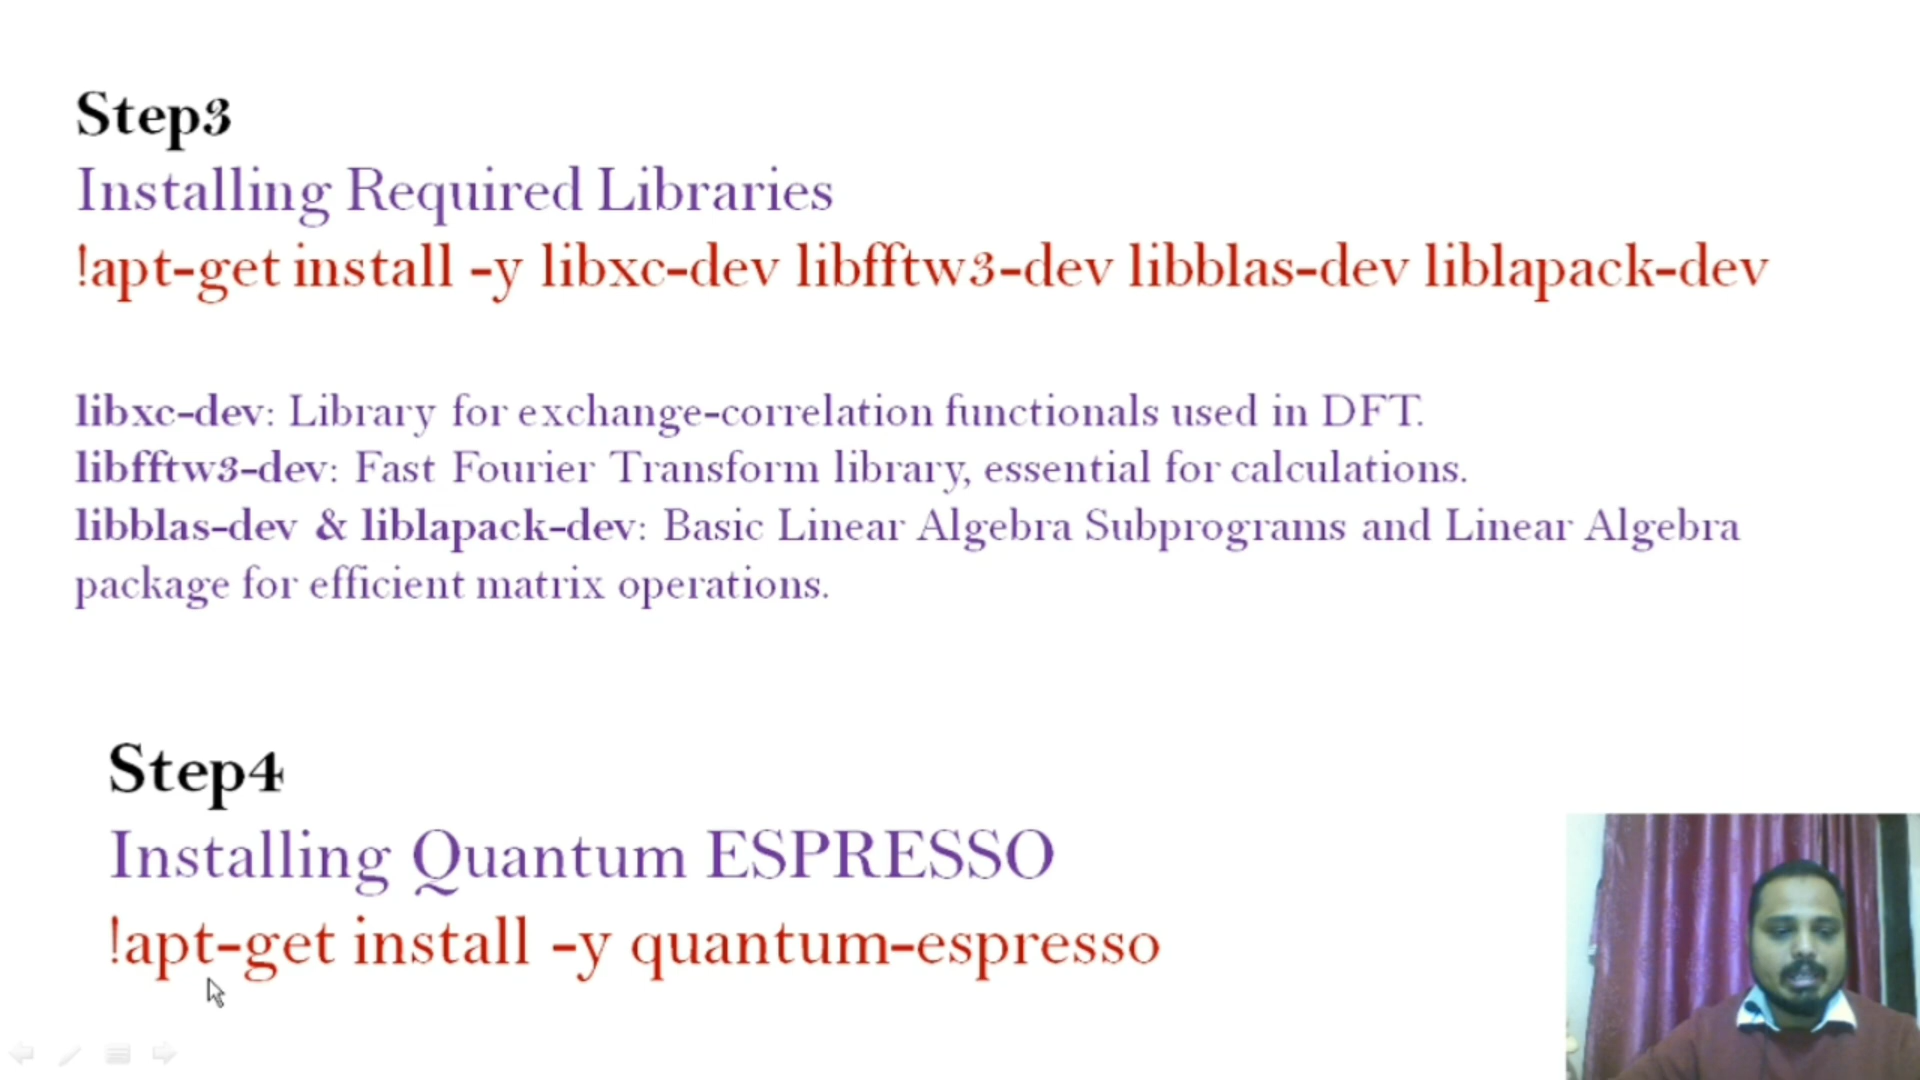 Step3
Installing Required Libraries
!apt-get install -y libxc-dev libfftw3-dev libblas-dev liblapack-dev
libxc-dev: Library for exchange-correlation functionals used in DFT.
libfftw3-dev: Fast Fourier Transform library, essential for calculations.
libblas-dev & liblapack-dev: Basic Linear Algebra Subprograms and Linear Algebra
package for efficient matrix operations.
Step4
Installing Quantum ESPRESSO
!apt-get install -y quantum-espresso